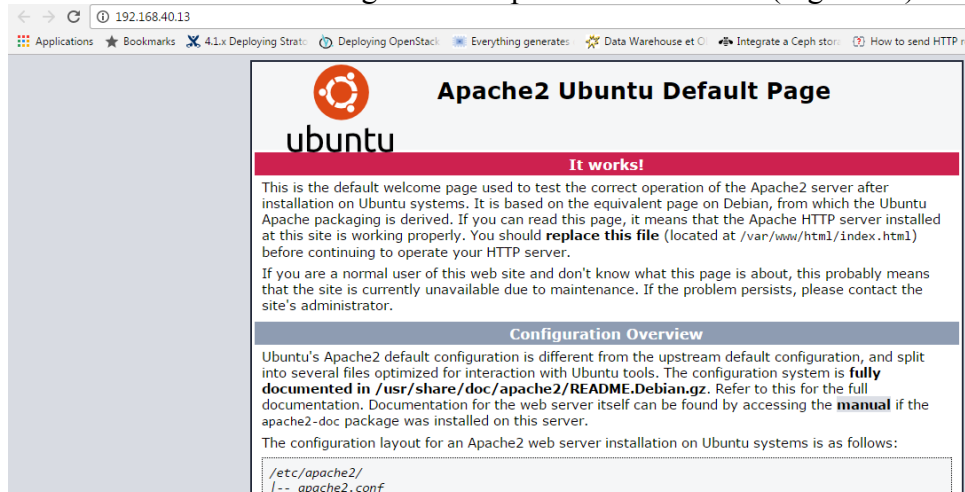 192.168.40.13
Applications Bookmarks 4.1.x Deploying Strato Deploying OpenStack Everything generates Data Warehouse et O Integrate a Ceph stor How to send HTTP r
ubuntu
Apache2 Ubuntu Default Page
It works!
This is the default welcome page used to test the correct operation of the Apache2 server after
installation on Ubuntu systems. It is based on the equivalent page on Debian, from which the Ubuntu
Apache packaging is derived. If you can read this page, it means that the Apache HTTP server installed
at this site is working properly. You should replace this file (located at /var/www/html/index.html)
before continuing to operate your HTTP server.
If you are a normal user of this web site and don't know what this page is about, this probably means
that the site is currently unavailable due to maintenance. If the problem persists, please contact the
site's administrator.
Configuration Overview
Ubuntu's Apache2 default configuration is different from the upstream default configuration, and split
into several files optimized for interaction with Ubuntu tools. The configuration system is fully
documented in /usr/share/doc/apache2/README.Debian.gz. Refer to this for the full
documentation. Documentation for the web server itself can be found by accessing the manual if the
apache2-doc package was installed on this server.
The configuration layout for an Apache2 web server installation on Ubuntu systems is as follows:
/etc/apache2/
|-- apache2.conf